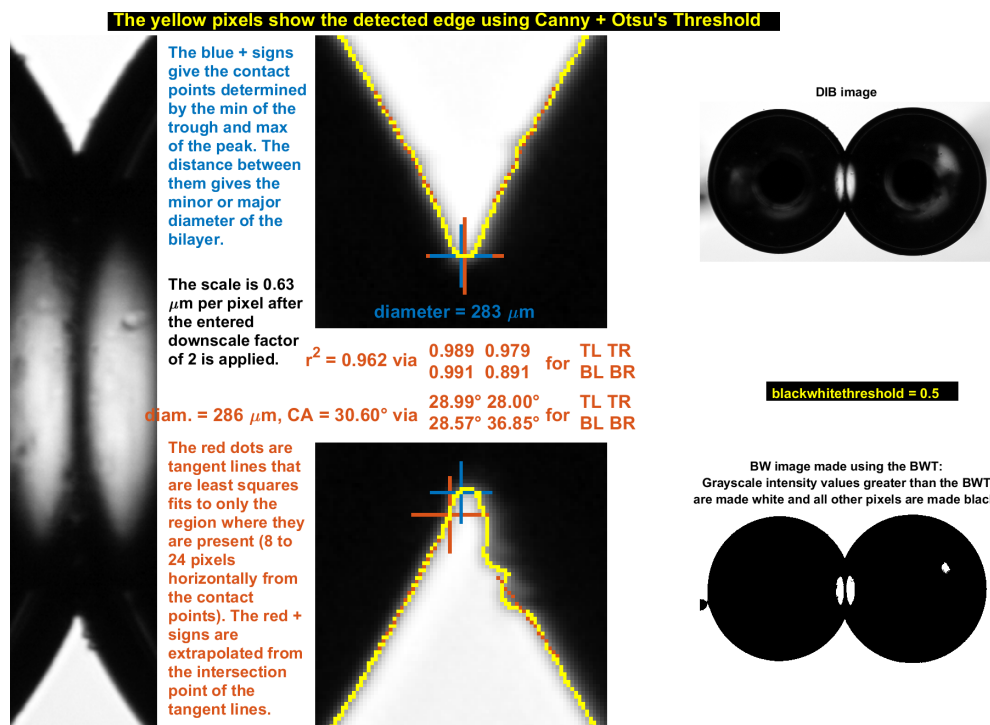 The yellow pixels show the detected edge using Canny + Otsu's Threshold
The blue + signs
give the contact
points determined
by the min of the
trough and max
of the peak. The
distance between
them gives the
minor or major
diameter of the
bilayer.
The scale is 0.63
μm per pixel after
the entered
downscale factor
of 2 is applied.
diameter = 283 μm
r² = 0.962 via 0.989 0.979 for TL TR
0.991 0.891 BL BR
diam. = 286 μm, CA = 30.60° via 28.99° 28.00° for TL TR
28.57° 36.85° BL BR
The red dots are
tangent lines that
are least squares
fits to only the
region where they
are present (8 to
24 pixels
horizontally from
the contact
points). The red +
signs are
extrapolated from
the intersection
point of the
tangent lines.
DIB image
blackwhitethreshold = 0.5
BW image made using the BWT:
Grayscale intensity values greater than the BWT
are made white and all other pixels are made blac